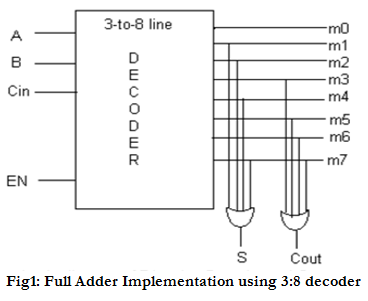 3-to-8 line
D
E
C
O
D
E
R
A
B
Cin
EN
m0
m1
m2
m3
m4
m5
m6
m7
S
Cout
Fig1: Full Adder Implementation using 3:8 decoder